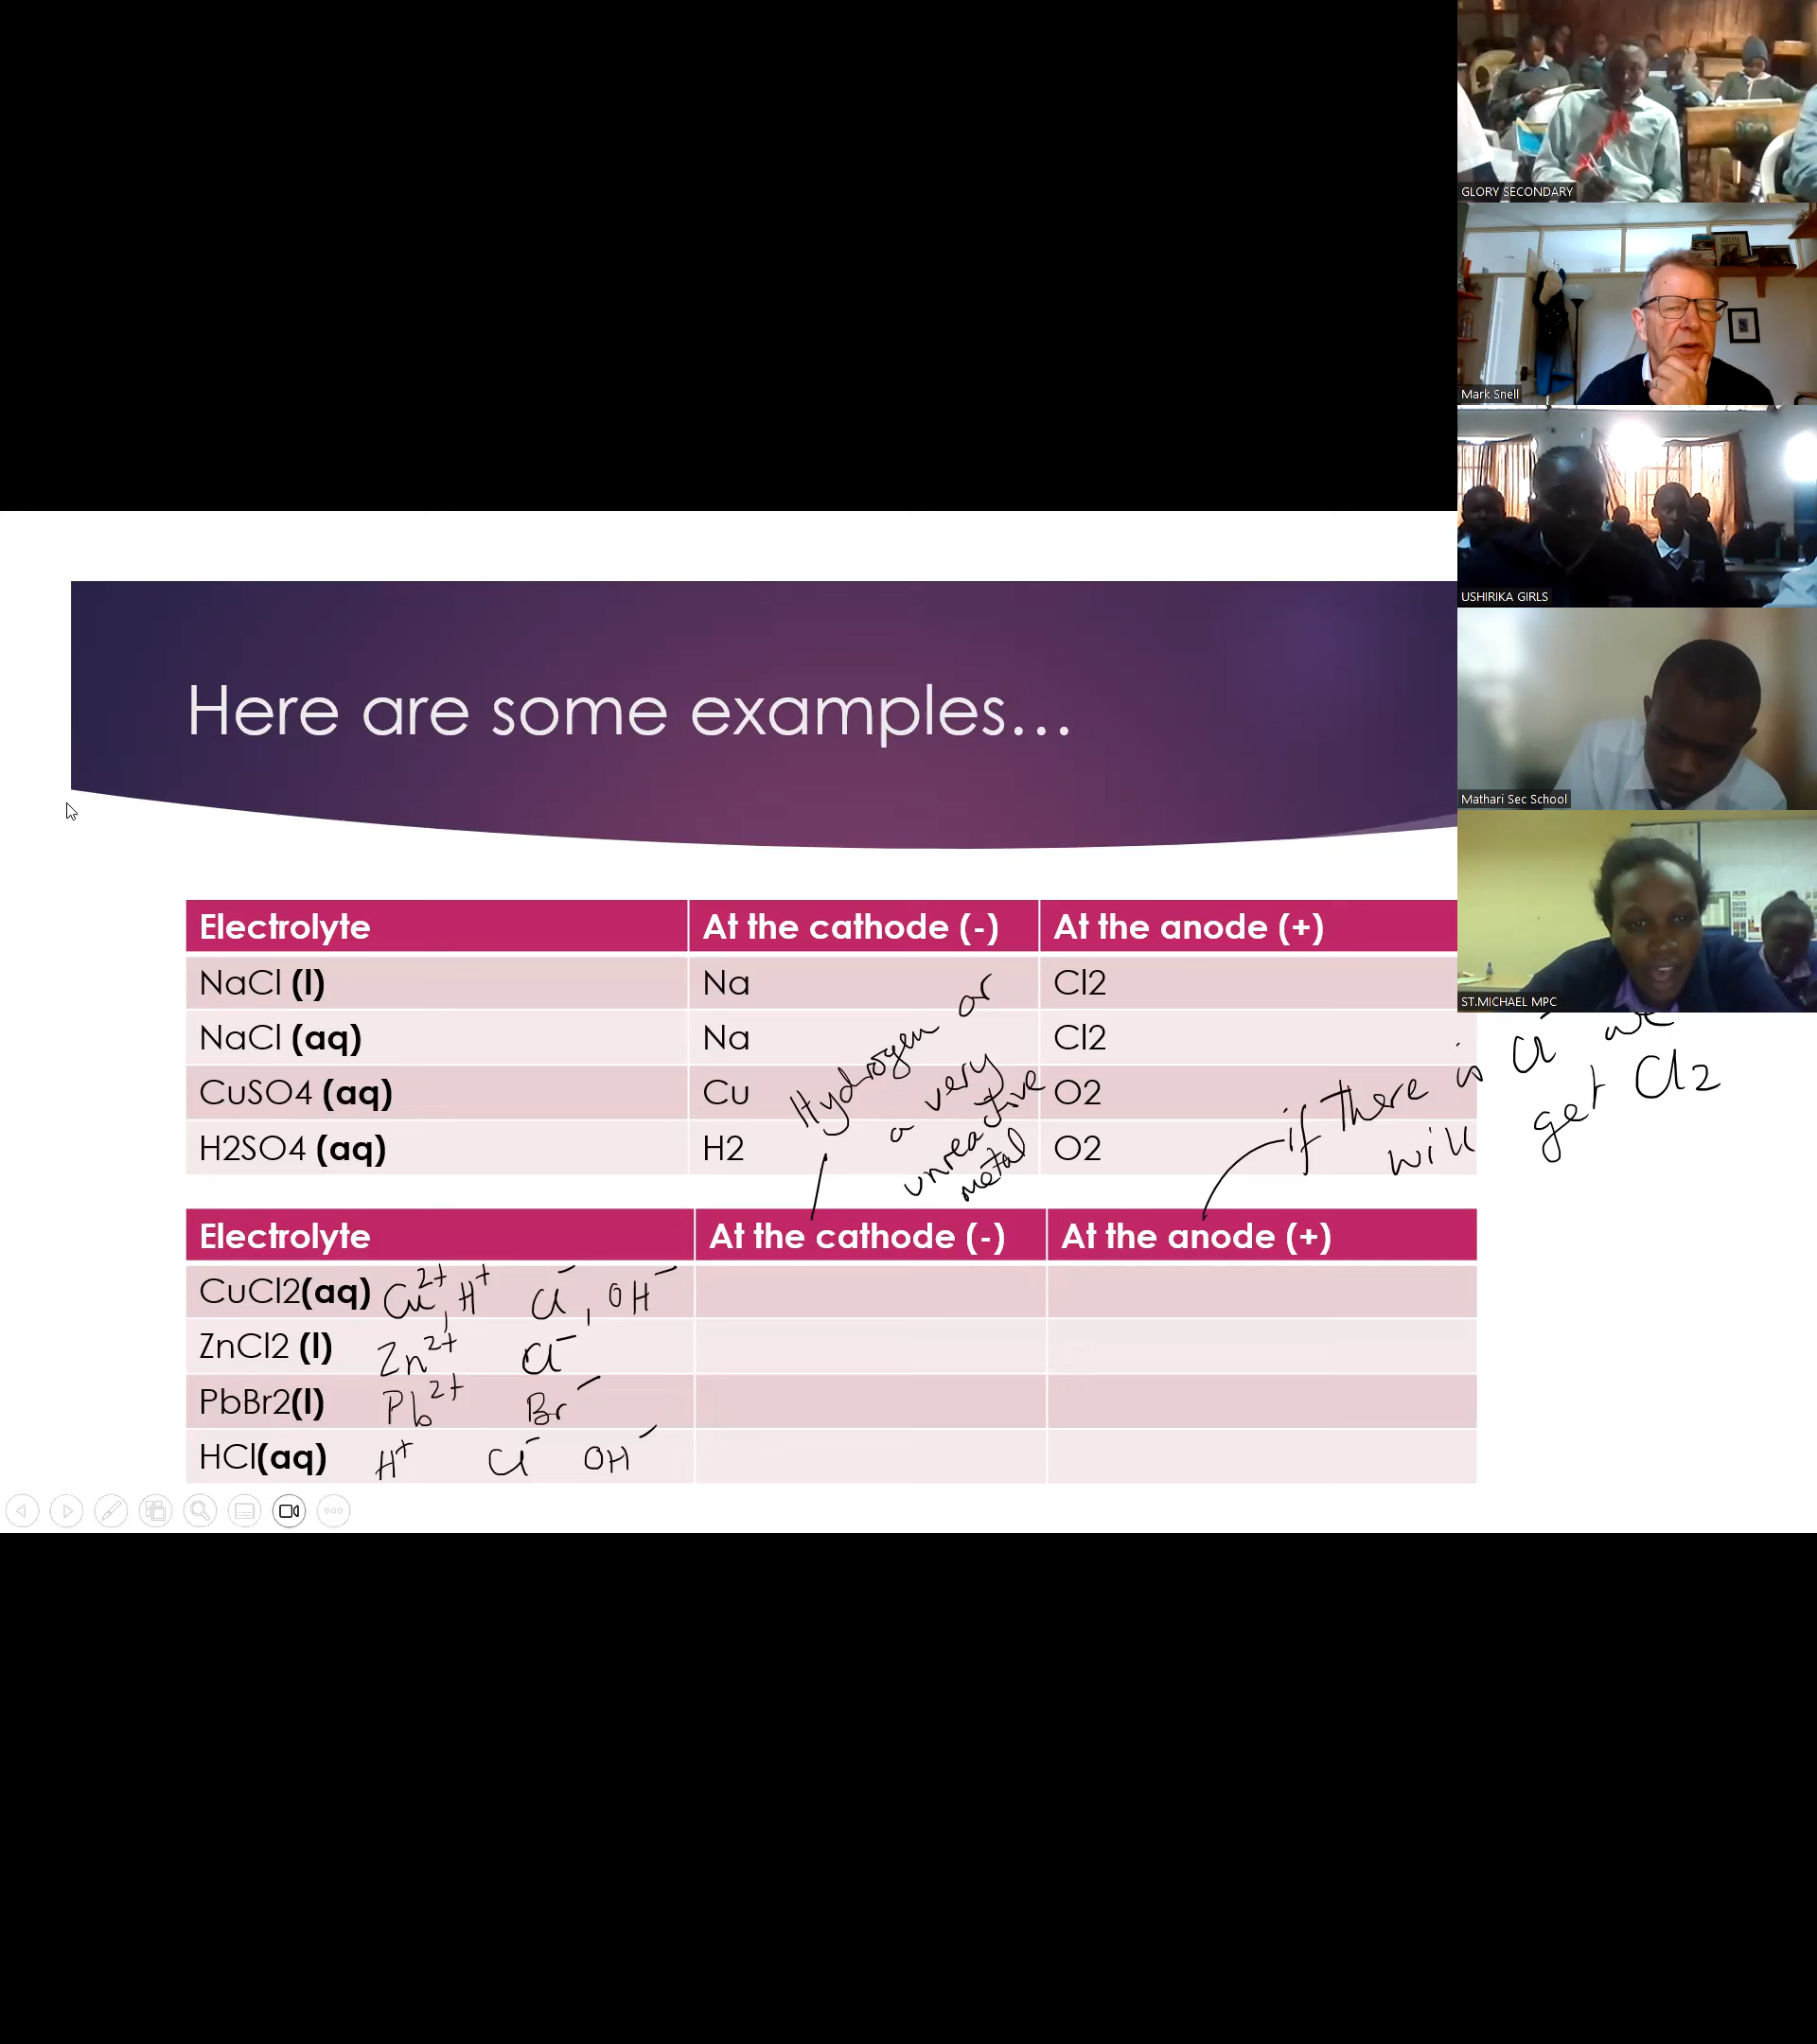 GLORY SECONDARY
Mark Snell
USHIRIKA GIRLS
Mathari Sec School
ST.MICHAEL MPC
Here are some examples...
Electrolyte At the cathode (-) At the anode (+)
NaCl (l) Na Cl2
NaCl (aq) Na Cl2
CuSO4 (aq) Cu O2
H2SO4 (aq) H2 O2
Hydrogen or
a very
unreactive
metal
if there is Cl⁻ we
will get Cl2
Electrolyte At the cathode (-) At the anode (+)
CuCl2(aq) Cu²⁺, H⁺ Cl⁻, OH⁻
ZnCl2 (l) Zn²⁺ Cl⁻
PbBr2(l) Pb²⁺ Br⁻
HCl(aq) H⁺ Cl⁻ OH⁻